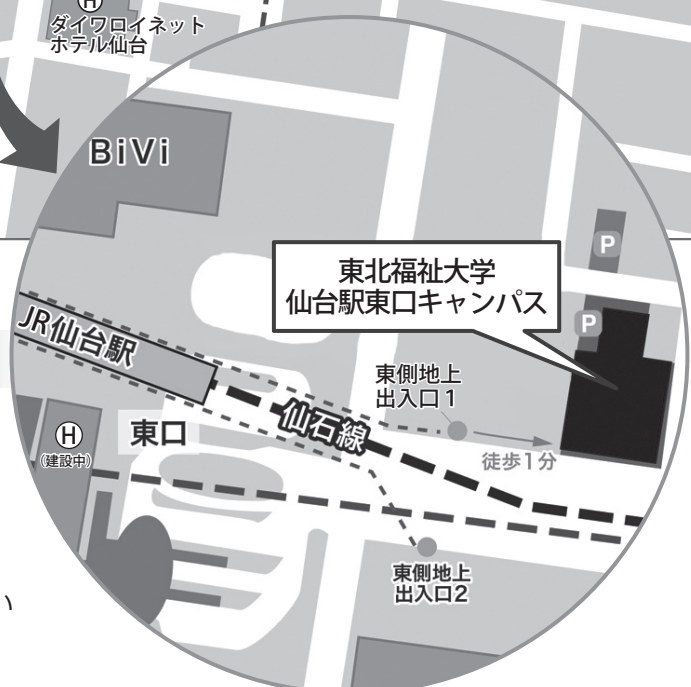 H
ダイワロイネット
ホテル仙台
BiVi
P
東北福祉大学
仙台駅東口キャンパス
P
JR仙台駅
東側地上
出入口1
仙石線
H
(建設中)
東口
徒歩1分
東側地上
出入口2